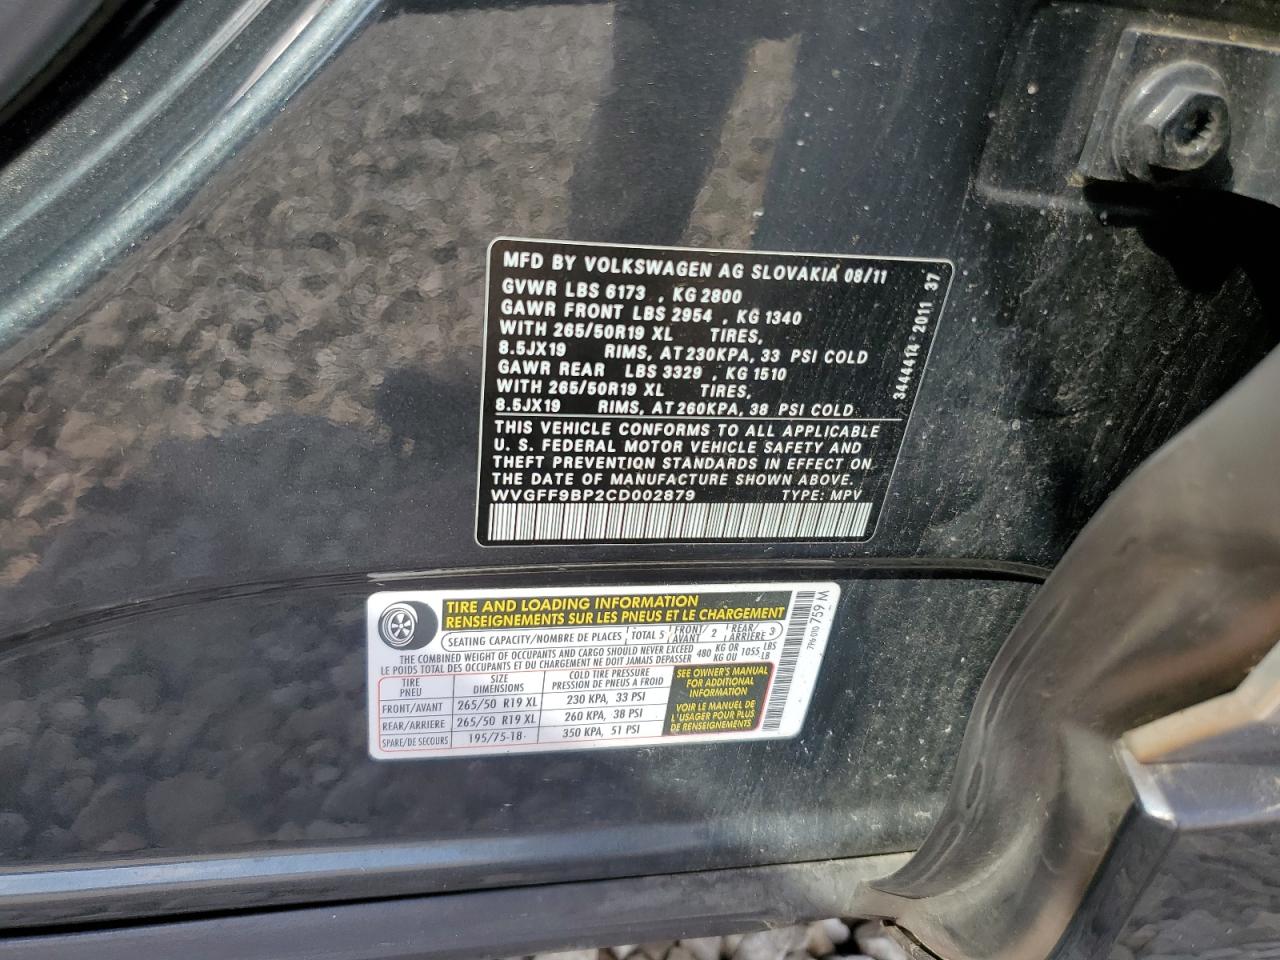 MFD BY VOLKSWAGEN AG SLOVAKIA 08/11
GVWR LBS 6173 , KG 2800
GAWR FRONT LBS 2954 , KG 1340
WITH 265/50R19 XL TIRES,
8.5JX19 RIMS, AT 230KPA, 33 PSI COLD
GAWR REAR LBS 3329 , KG 1510
WITH 265/50R19 XL TIRES,
8.5JX19 RIMS, AT 260KPA, 38 PSI COLD
THIS VEHICLE CONFORMS TO ALL APPLICABLE
U. S. FEDERAL MOTOR VEHICLE SAFETY AND
THEFT PREVENTION STANDARDS IN EFFECT ON
THE DATE OF MANUFACTURE SHOWN ABOVE.
WVGFF9BP2CD002879 TYPE: MPV
3444414 2011 37
TIRE AND LOADING INFORMATION
RENSEIGNEMENTS SUR LES PNEUS ET LE CHARGEMENT
SEATING CAPACITY/NOMBRE DE PLACES TOTAL 5 FRONT/AVANT 2 REAR/ARRIÈRE 3
THE COMBINED WEIGHT OF OCCUPANTS AND CARGO SHOULD NEVER EXCEED 480 KG OR 1055 LBS
LE POIDS TOTAL DES OCCUPANTS ET DU CHARGEMENT NE DOIT JAMAIS DEPASSER KG OU LB
TIRE PNEU SIZE DIMENSIONS COLD TIRE PRESSURE PRESSION DE PNEUS A FROID
FRONT/AVANT 265/50 R19 XL 230 KPA, 33 PSI
REAR/ARRIERE 265/50 R19 XL 260 KPA, 38 PSI
SPARE/DE SECOURS 195/75-18 350 KPA, 51 PSI
SEE OWNER'S MANUAL
FOR ADDITIONAL
INFORMATION
VOIR LE MANUEL DE
L'USAGER POUR PLUS
DE RENSEIGNEMENTS
7P6 010 759 M